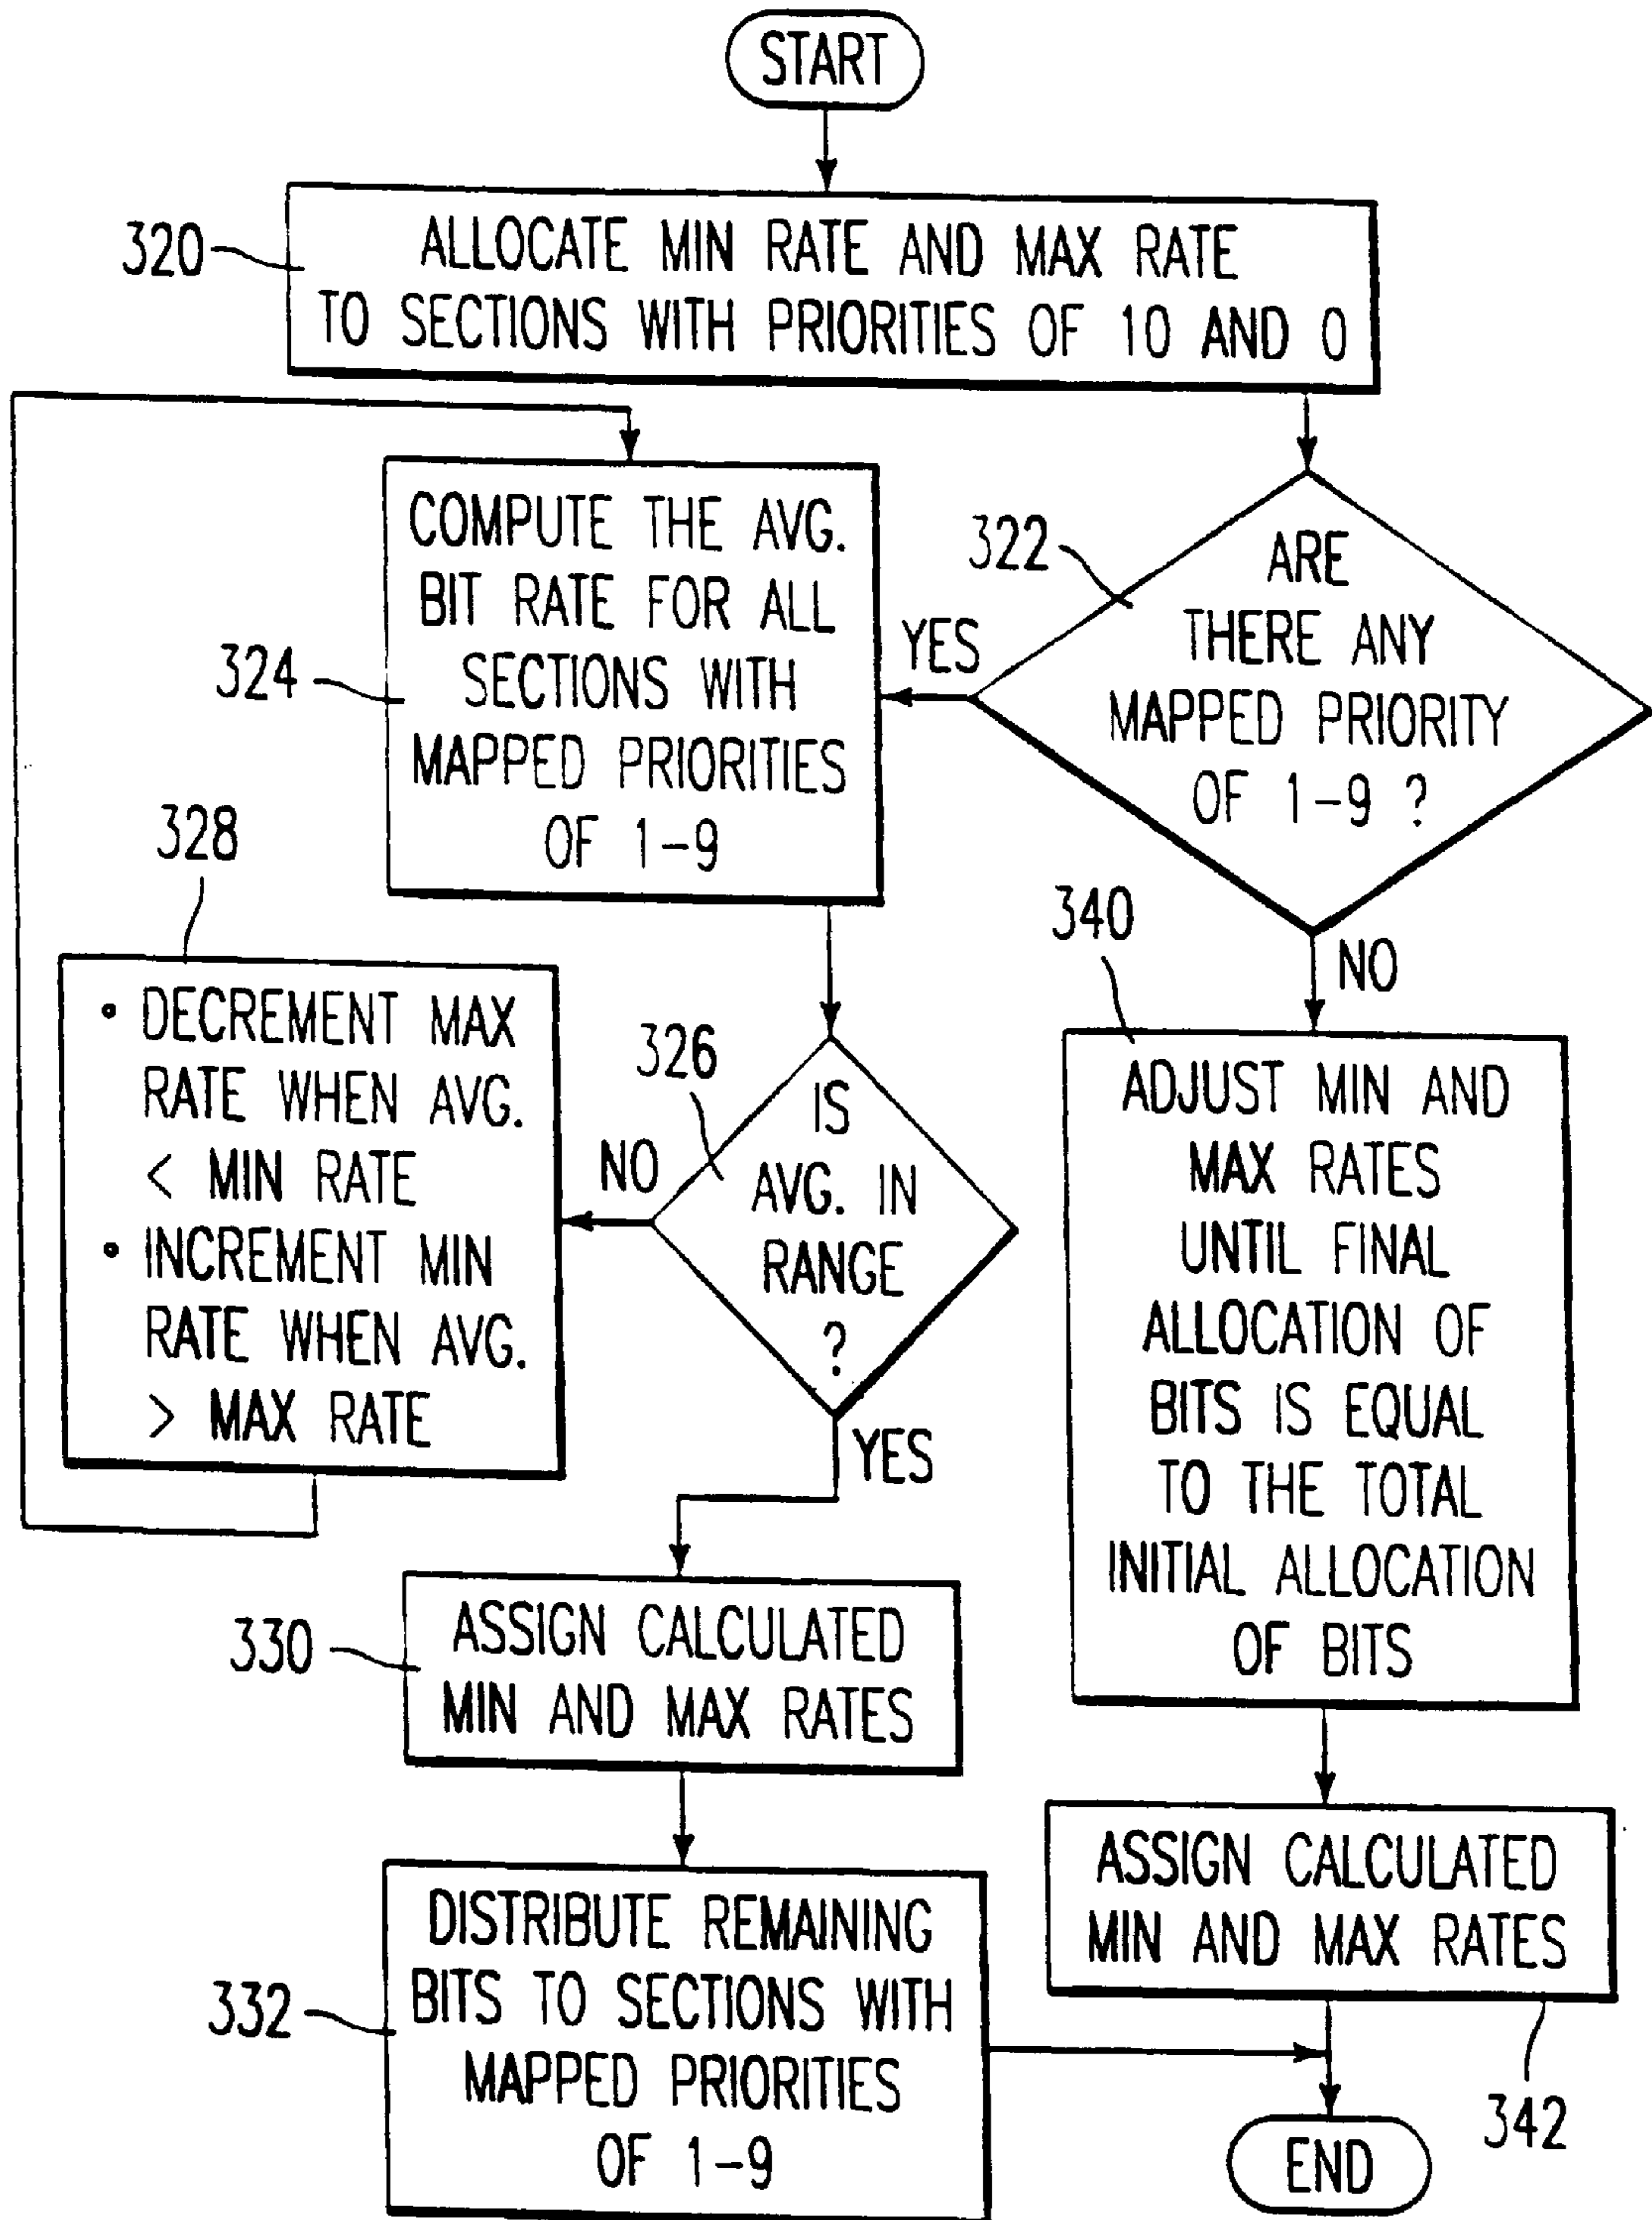 START
320
ALLOCATE MIN RATE AND MAX RATE
TO SECTIONS WITH PRIORITIES OF 10 AND 0
322
ARE
THERE ANY
MAPPED PRIORITY
OF 1-9 ?
YES
NO
324
COMPUTE THE AVG.
BIT RATE FOR ALL
SECTIONS WITH
MAPPED PRIORITIES
OF 1-9
326
IS
AVG. IN
RANGE
?
NO
YES
328
• DECREMENT MAX
RATE WHEN AVG.
< MIN RATE
• INCREMENT MIN
RATE WHEN AVG.
> MAX RATE
330
ASSIGN CALCULATED
MIN AND MAX RATES
332
DISTRIBUTE REMAINING
BITS TO SECTIONS WITH
MAPPED PRIORITIES
OF 1-9
340
ADJUST MIN AND
MAX RATES
UNTIL FINAL
ALLOCATION OF
BITS IS EQUAL
TO THE TOTAL
INITIAL ALLOCATION
OF BITS
ASSIGN CALCULATED
MIN AND MAX RATES
342
END